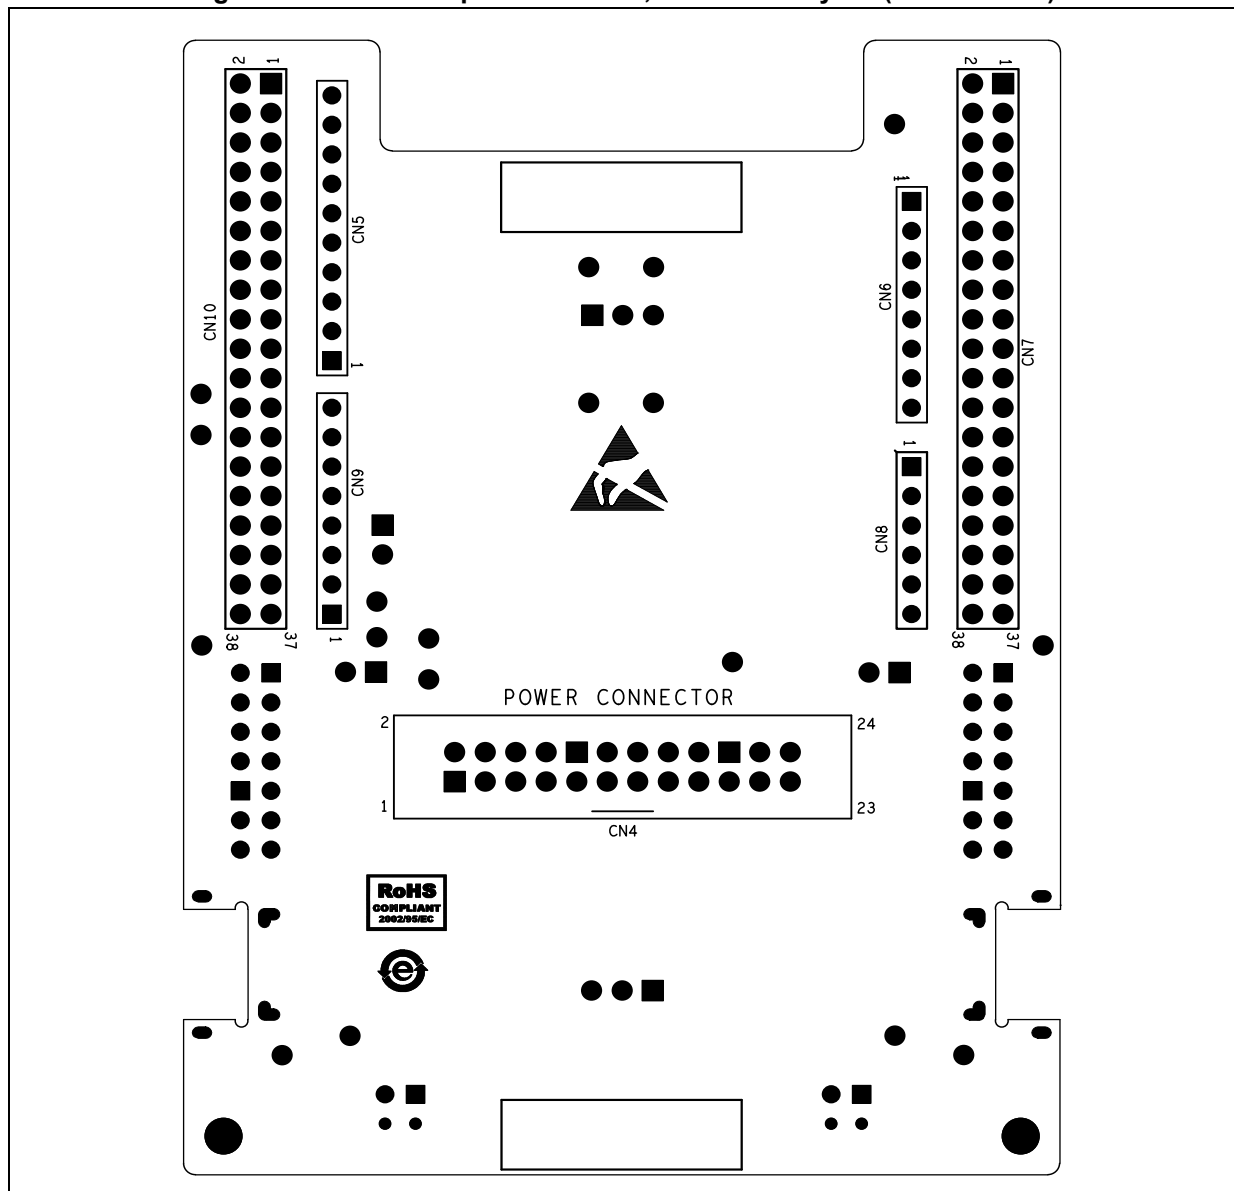 2 1
2 1
CN5
1
CN6
CN10
CN7
1
1
CN9
CN8
38 37
1
38 37
POWER CONNECTOR
2
24
1
23
CN4
RoHS
COMPLIANT
2002/95/EC
e